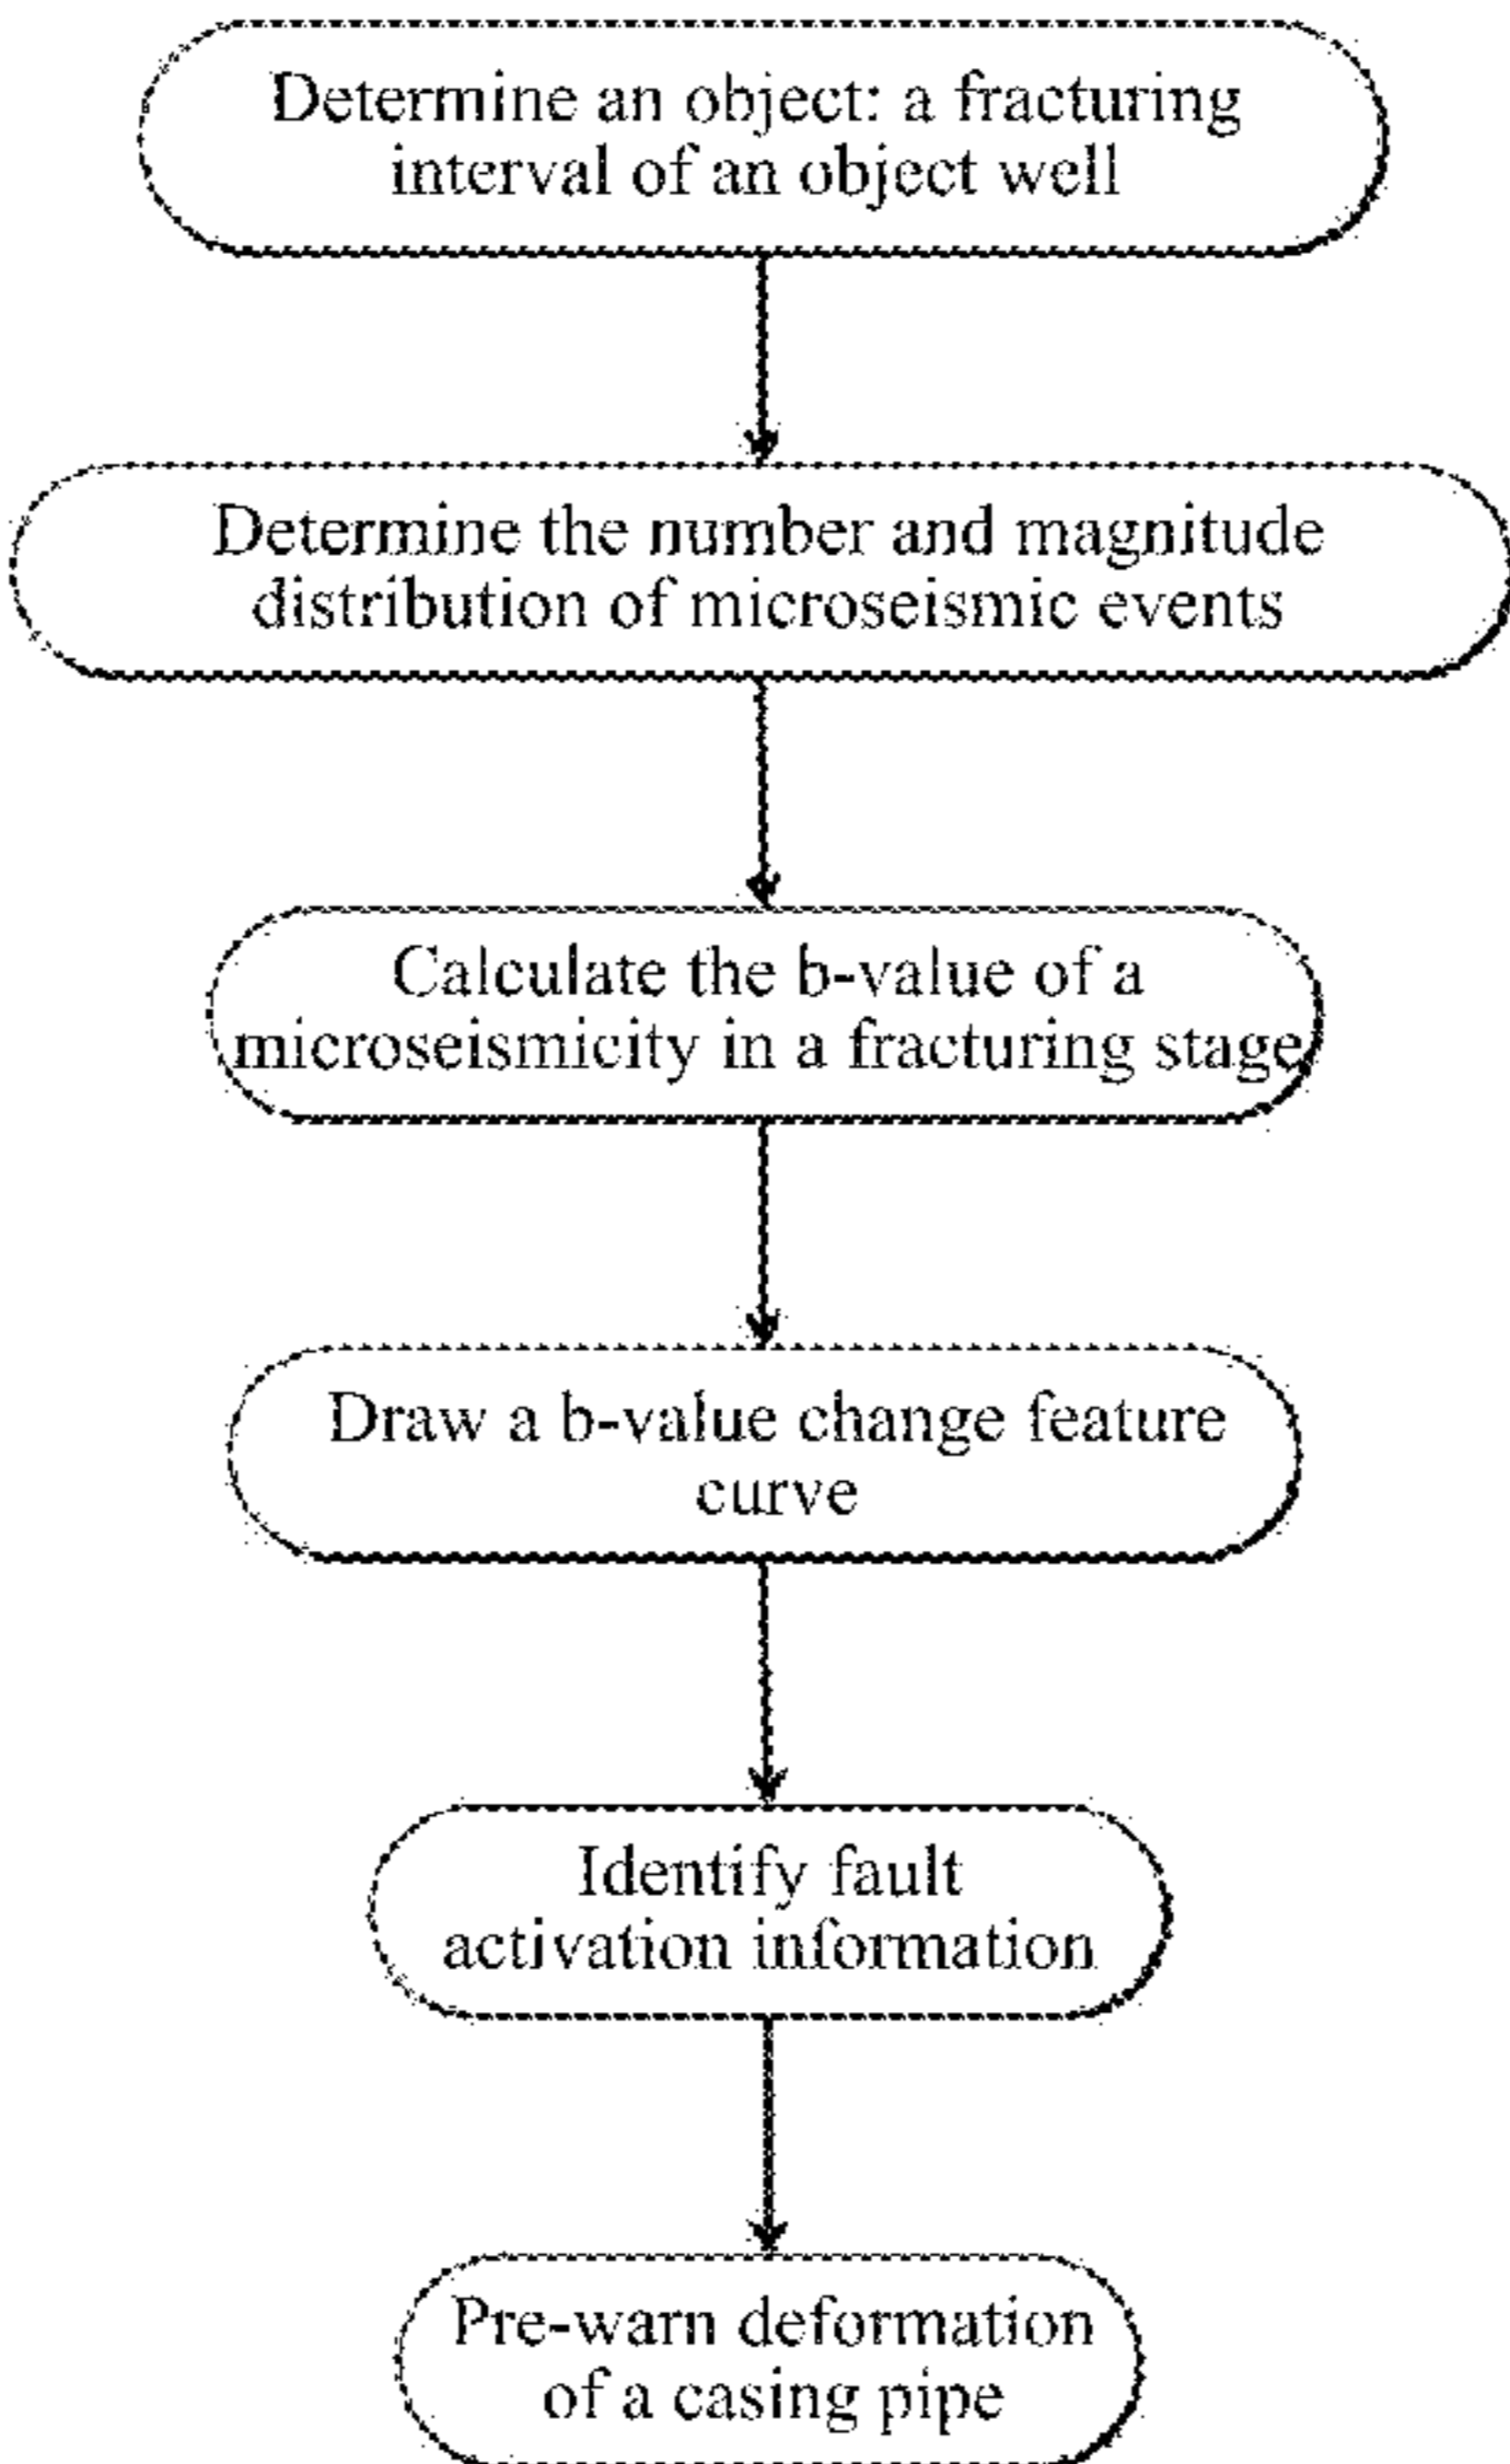 Determine an object: a fracturing
interval of an object well
Determine the number and magnitude
distribution of microseismic events
Calculate the b-value of a
microseismicity in a fracturing stage
Draw a b-value change feature
curve
Identify fault
activation information
Pre-warn deformation
of a casing pipe